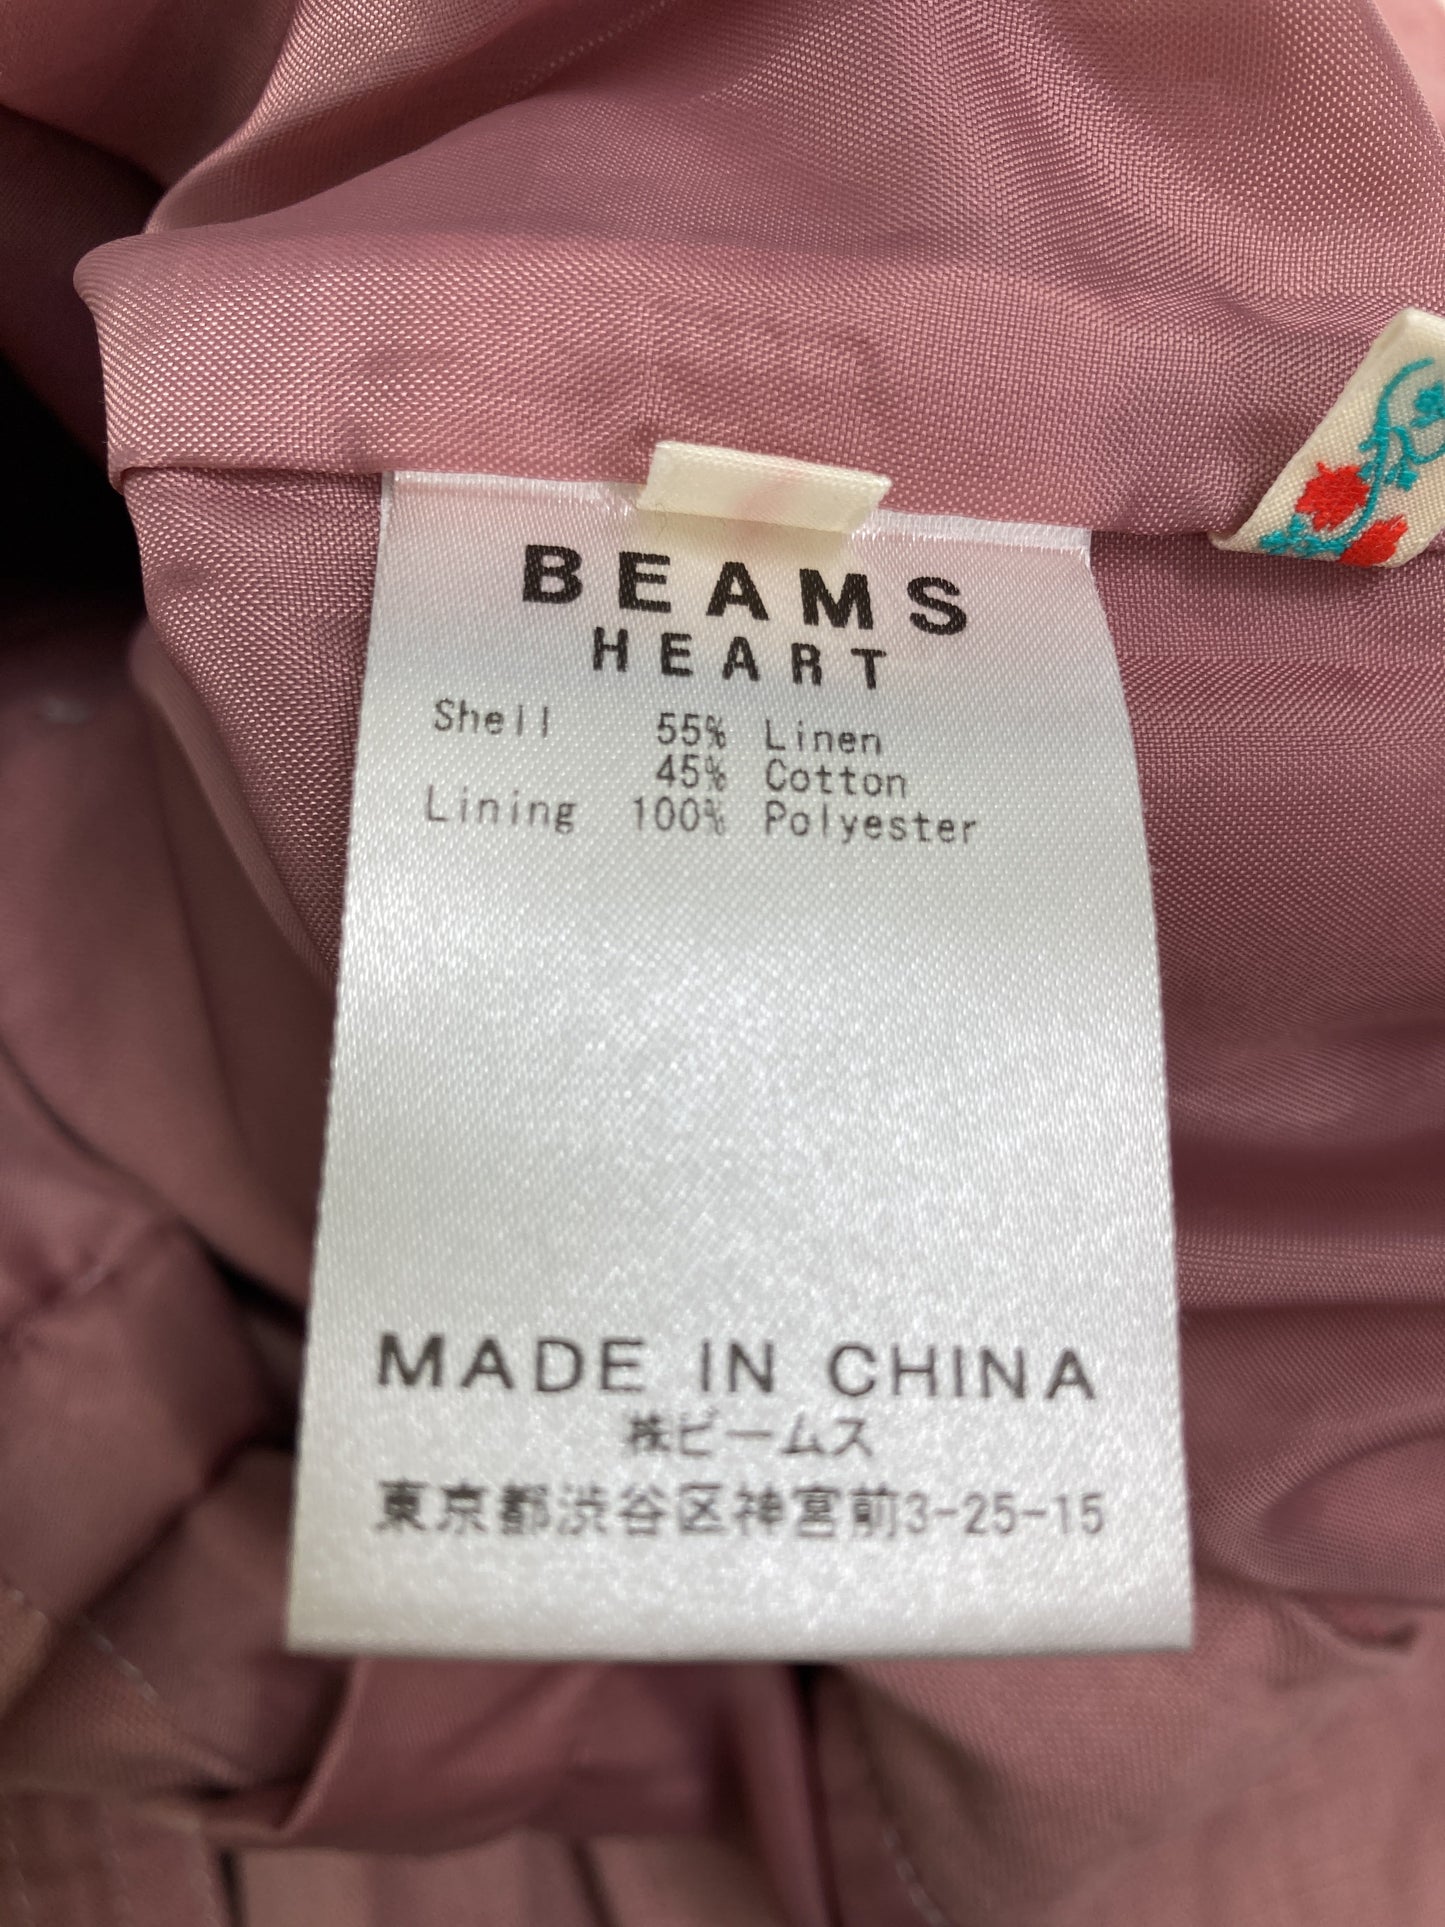 BEAMS
HEART
Shell 55% Linen
45% Cotton
Lining 100% Polyester
MADE IN CHINA
株ビームス
東京都渋谷区神宮前3-25-15